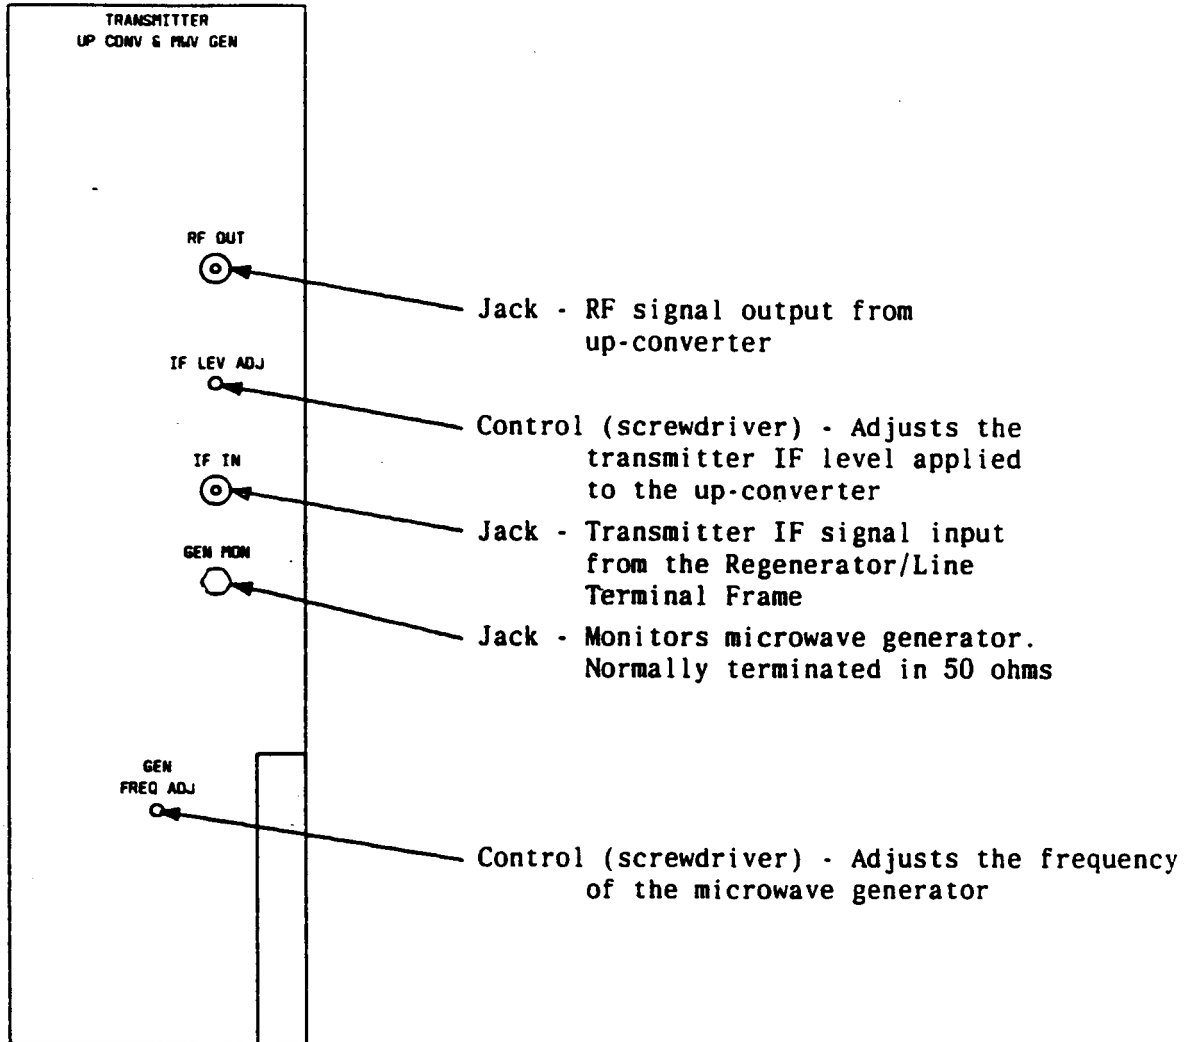 TRANSMITTER
UP CONV & MWV GEN
RF OUT
Jack - RF signal output from
up-converter
IF LEV ADJ
Control (screwdriver) - Adjusts the
transmitter IF level applied
to the up-converter
IF IN
Jack - Transmitter IF signal input
from the Regenerator/Line
Terminal Frame
GEN MON
Jack - Monitors microwave generator.
Normally terminated in 50 ohms
GEN
FREQ ADJ
Control (screwdriver) - Adjusts the frequency
of the microwave generator